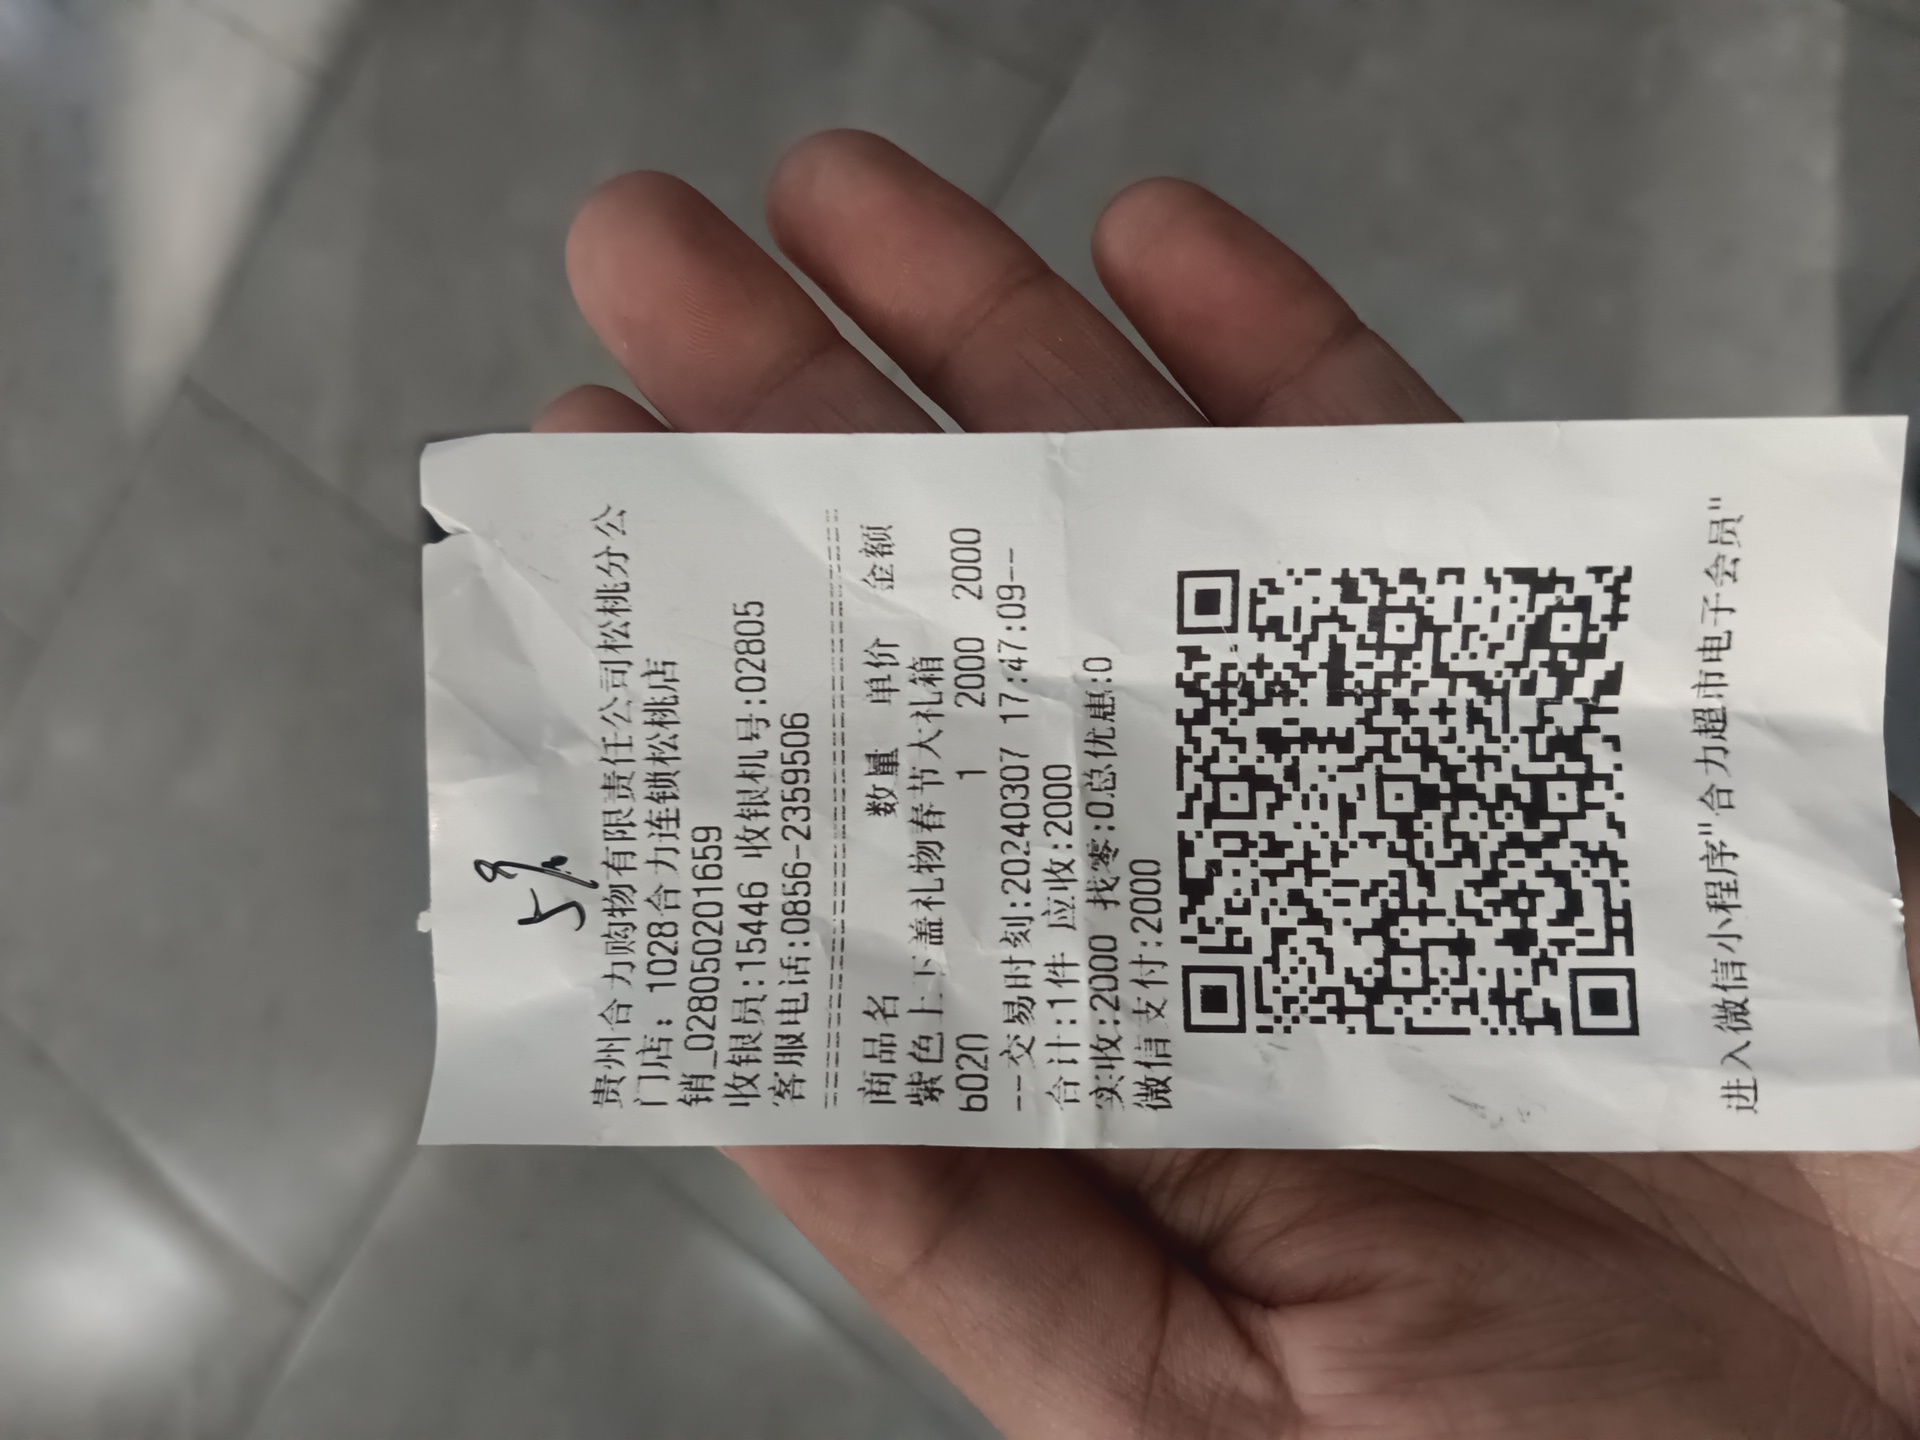 5%
贵州合力购物有限责任公司松桃分公
门店: 1028合力连锁松桃店
销_028050201659
收银员:15446 收银机号:02805
客服电话:0856-2359506
商品名 数量 单价 金额
紫色上下盖礼物春节大礼箱
6020 1 2000 2000
--交易时刻:20240307 17:47:09--
合计:1件 应收:2000
实收:2000 找零:0总优惠:0
微信支付:2000
进入微信小程序"合力超市电子会员"